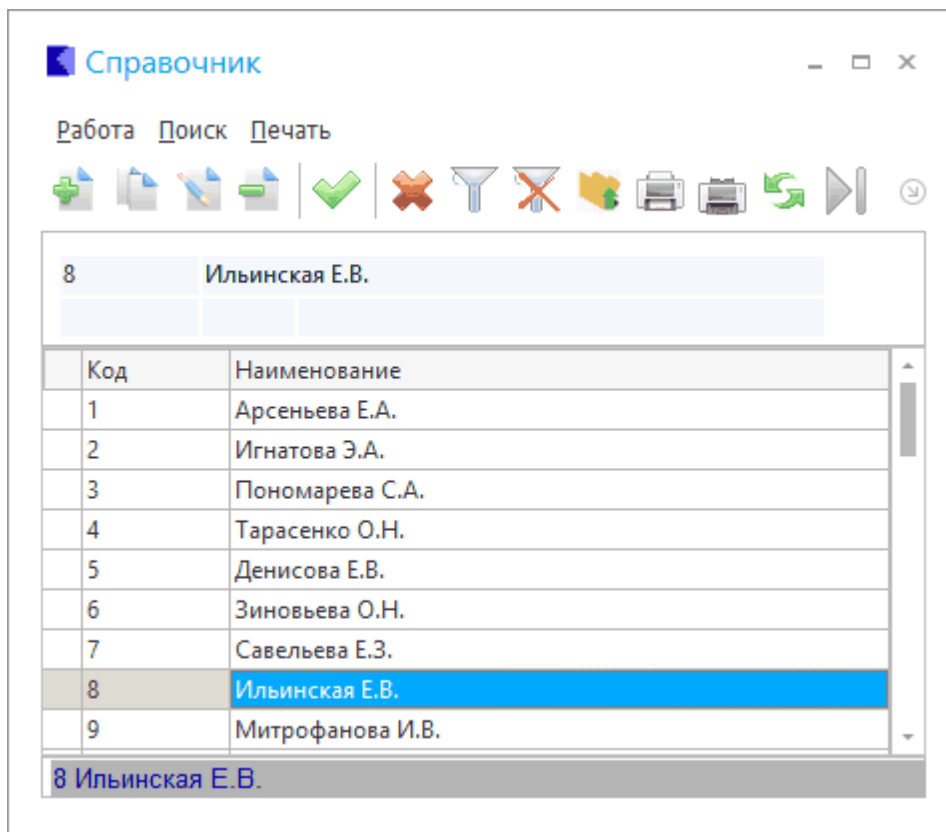 Справочник
Работа Поиск Печать
8 Ильинская Е.В.
Код Наименование
1 Арсеньева Е.А.
2 Игнатова Э.А.
3 Пономарева С.А.
4 Тарасенко О.Н.
5 Денисова Е.В.
6 Зиновьева О.Н.
7 Савельева Е.З.
8 Ильинская Е.В.
9 Митрофанова И.В.
8 Ильинская Е.В.